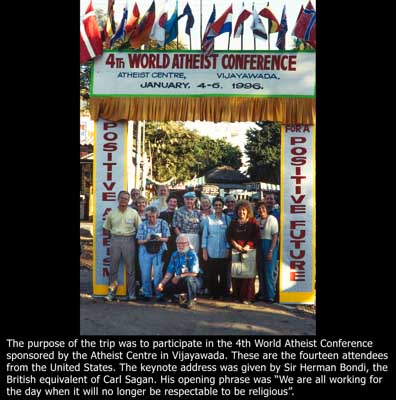 4TH WORLD ATHEIST CONFERENCE
ATHEIST CENTRE, VIJAYAWADA.
JANUARY, 4-6. 1996.
POSITIVE ATHEISM
FOR A
POSITIVE FUTURE
The purpose of the trip was to participate in the 4th World Atheist Conference
sponsored by the Atheist Centre in Vijayawada. These are the fourteen attendees
from the United States. The keynote address was given by Sir Herman Bondi, the
British equivalent of Carl Sagan. His opening phrase was "We are all working for
the day when it will no longer be respectable to be religious".